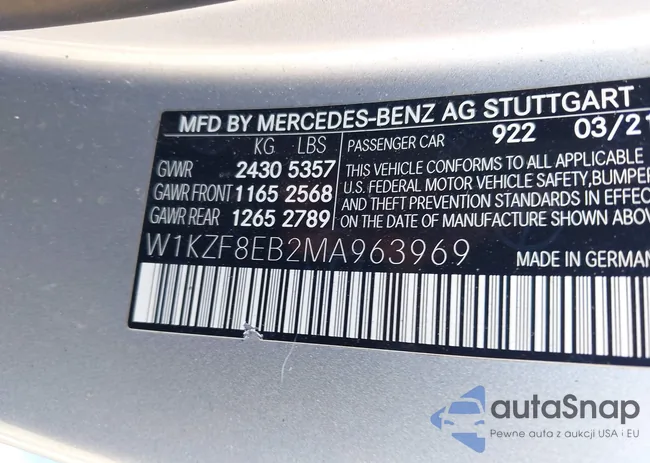 MFD BY MERCEDES-BENZ AG STUTTGART
KG LBS PASSENGER CAR 922 03/21
GVWR 2430 5357 THIS VEHICLE CONFORMS TO ALL APPLICABLE
GAWR FRONT 1165 2568 U.S. FEDERAL MOTOR VEHICLE SAFETY, BUMPER
GAWR REAR 1265 2789 AND THEFT PREVENTION STANDARDS IN EFFEC
ON THE DATE OF MANUFACTURE SHOWN ABOV
W1KZF8EB2MA963969 MADE IN GERMAN
autaSnap
Pewne auta z aukcji USA i EU